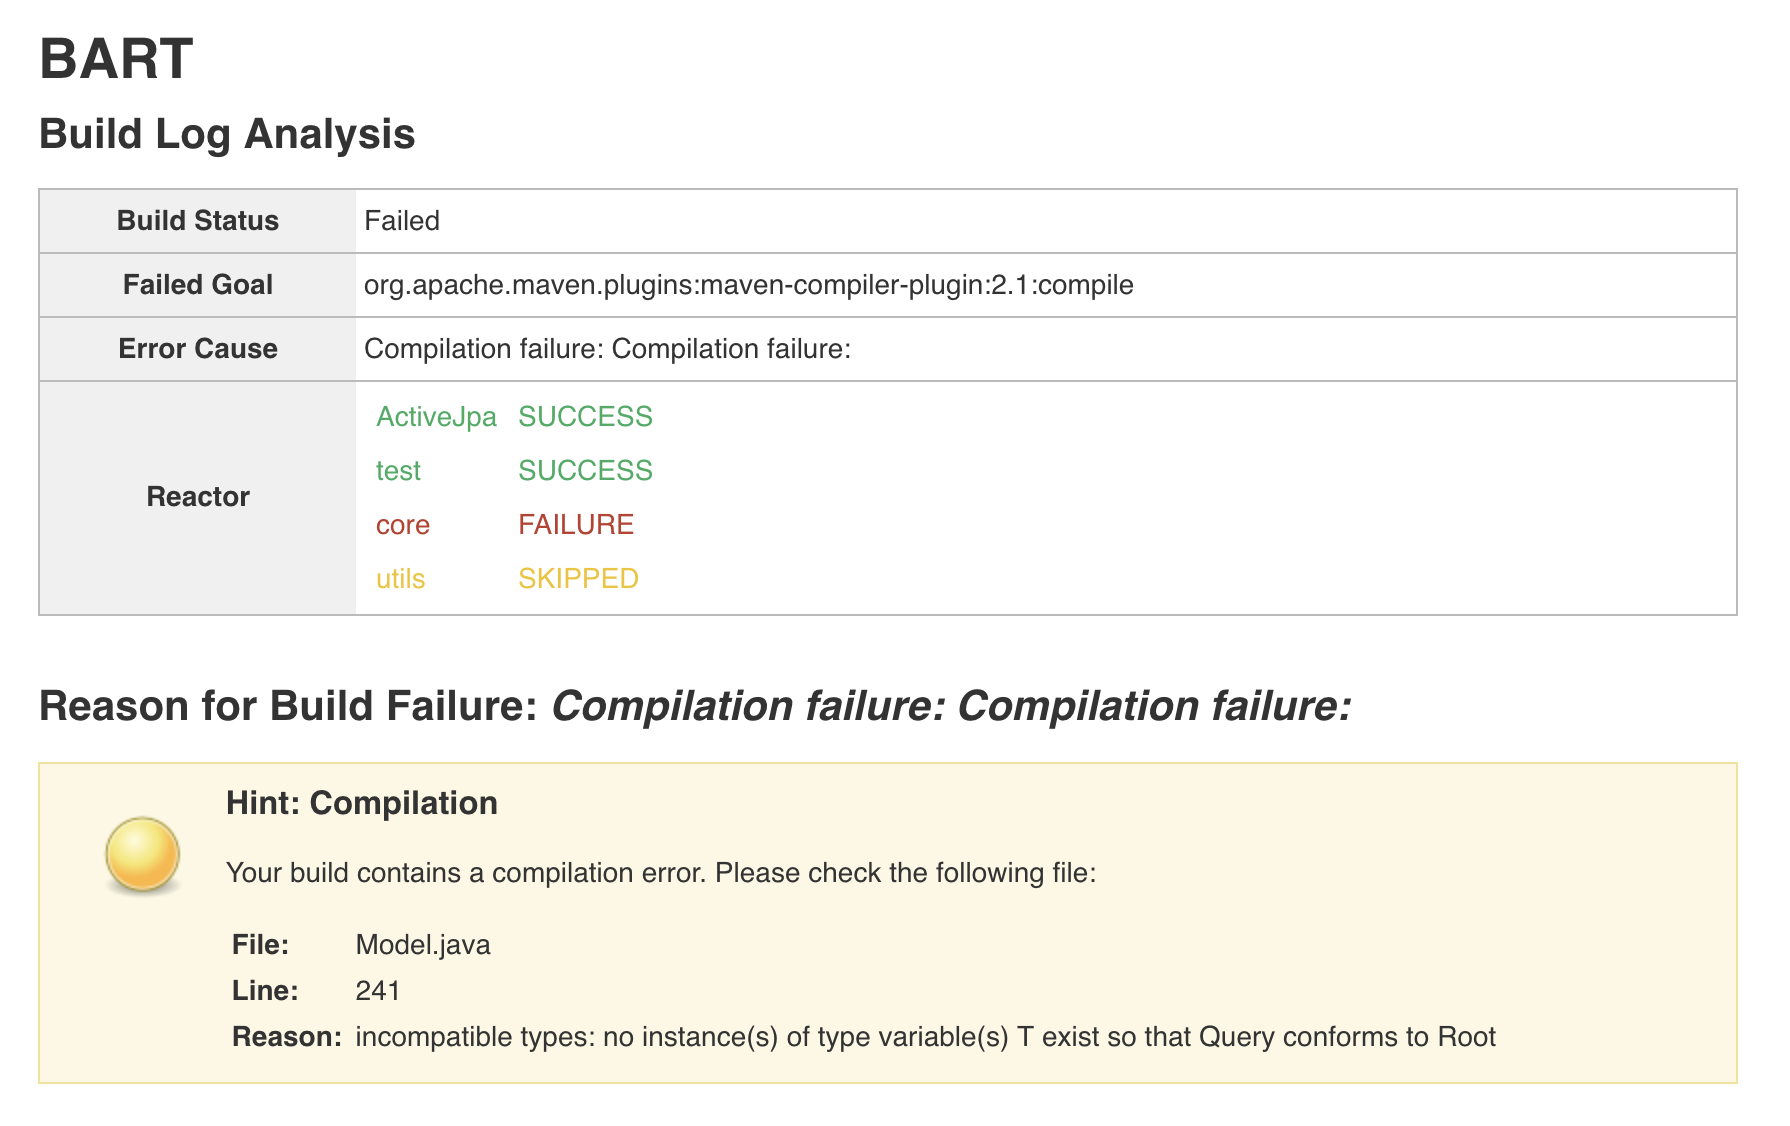 BART
Build Log Analysis
Build Status Failed
Failed Goal org.apache.maven.plugins:maven-compiler-plugin:2.1:compile
Error Cause Compilation failure: Compilation failure:
Reactor
ActiveJpa SUCCESS
test SUCCESS
core FAILURE
utils SKIPPED
Reason for Build Failure: Compilation failure: Compilation failure:
Hint: Compilation
Your build contains a compilation error. Please check the following file:
File: Model.java
Line: 241
Reason: incompatible types: no instance(s) of type variable(s) T exist so that Query conforms to Root